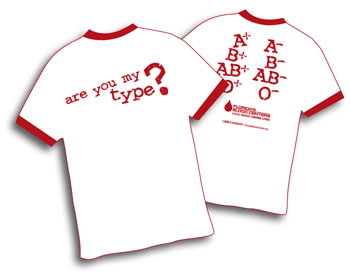 are you my
type?
A+ A-
B+ B-
AB+ AB-
O+ O-
FLORIDA'S
BLOOD CENTERS